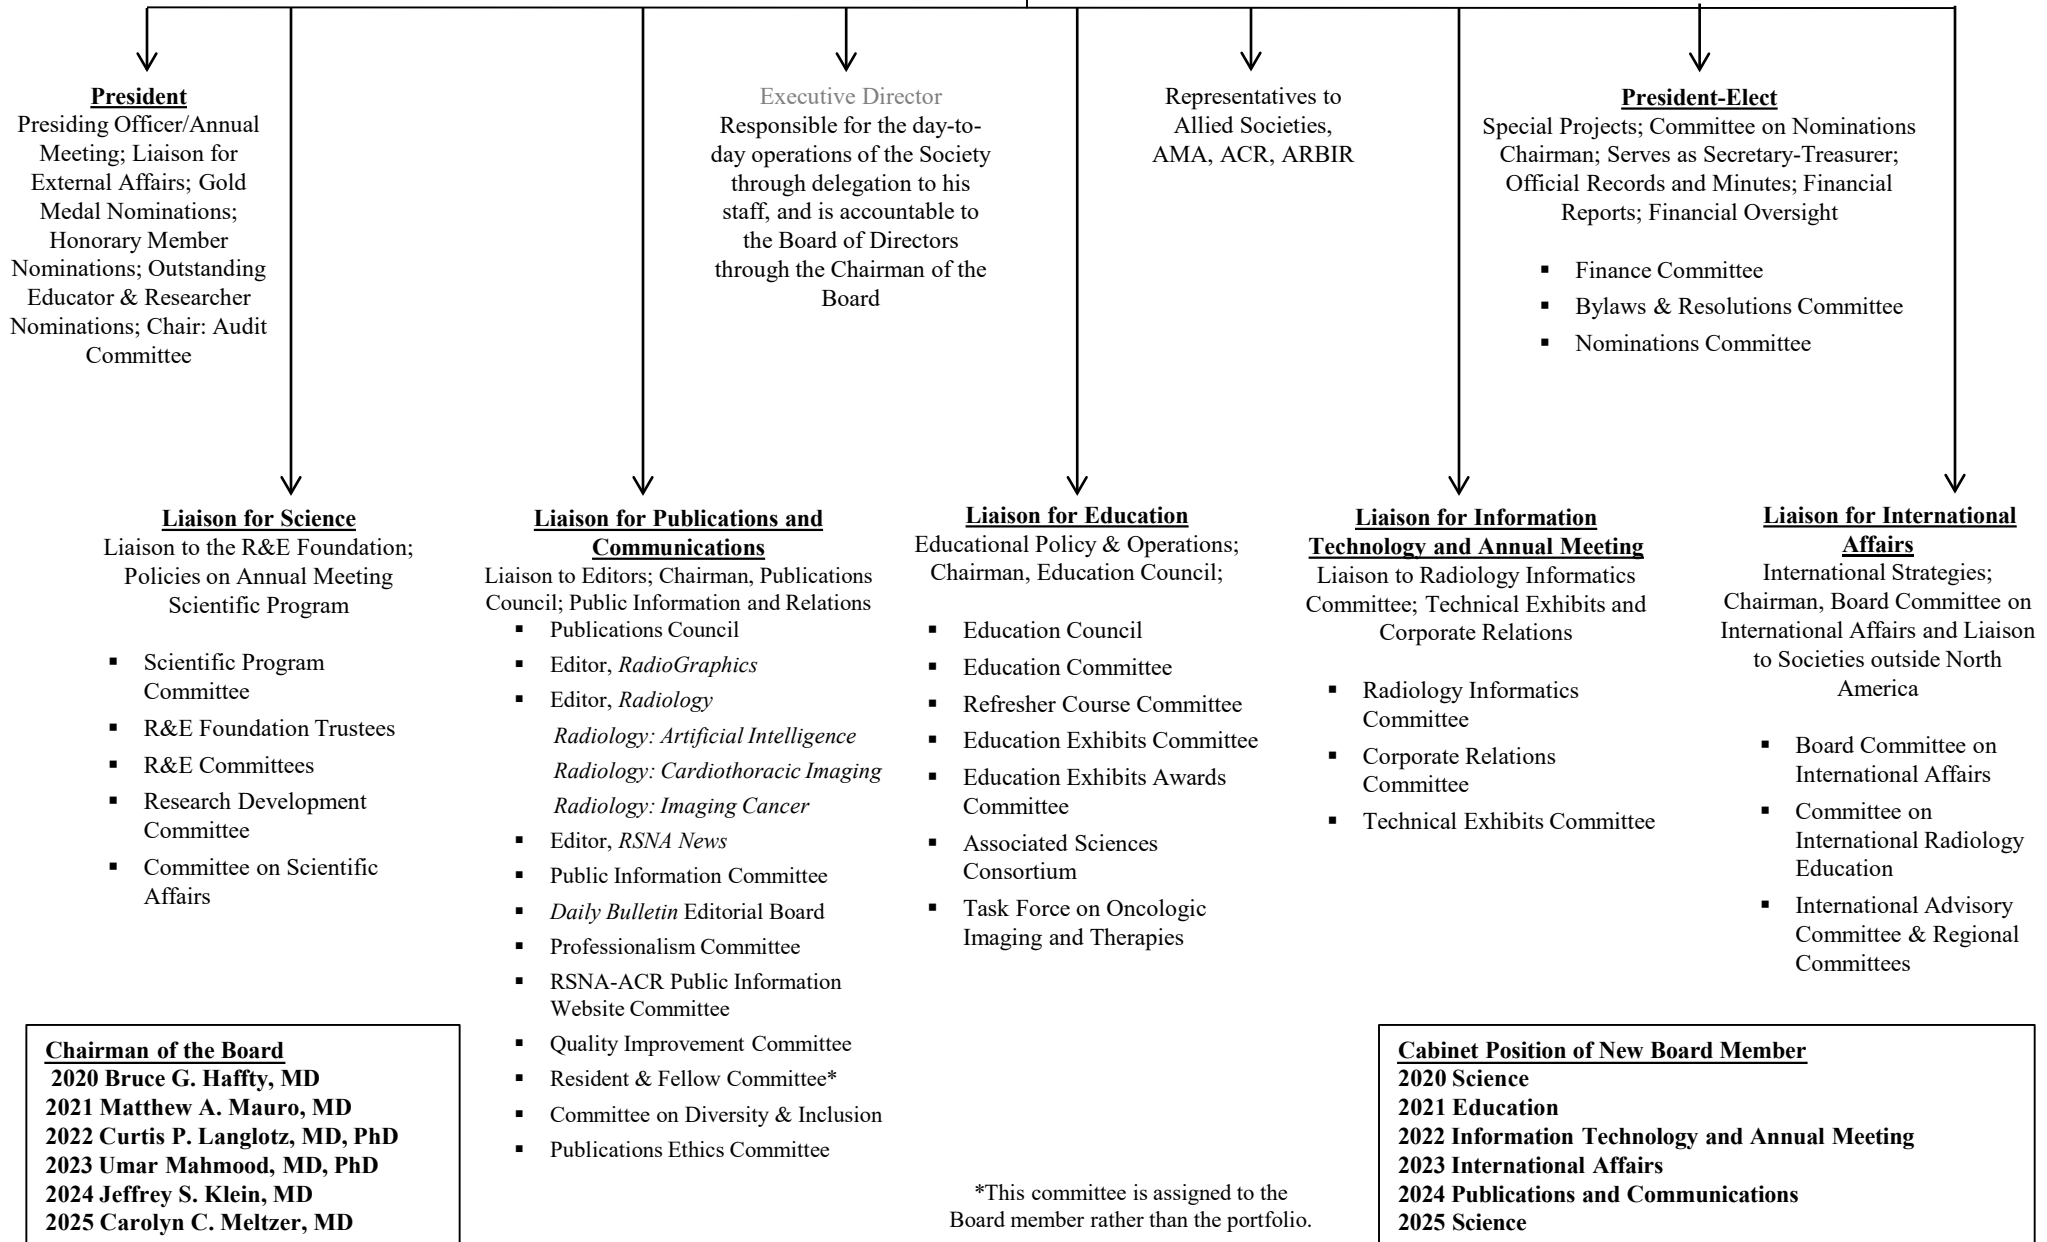 President
Presiding Officer/Annual
Meeting; Liaison for
External Affairs; Gold
Medal Nominations;
Honorary Member
Nominations; Outstanding
Educator & Researcher
Nominations; Chair: Audit
Committee
Executive Director
Responsible for the day-to-
day operations of the Society
through delegation to his
staff, and is accountable to
the Board of Directors
through the Chairman of the
Board
Representatives to
Allied Societies,
AMA, ACR, ARBIR
President-Elect
Special Projects; Committee on Nominations
Chairman; Serves as Secretary-Treasurer;
Official Records and Minutes; Financial
Reports; Financial Oversight
▪ Finance Committee
▪ Bylaws & Resolutions Committee
▪ Nominations Committee
Liaison for Science
Liaison to the R&E Foundation;
Policies on Annual Meeting
Scientific Program
▪ Scientific Program
Committee
▪ R&E Foundation Trustees
▪ R&E Committees
▪ Research Development
Committee
▪ Committee on Scientific
Affairs
Liaison for Publications and
Communications
Liaison to Editors; Chairman, Publications
Council; Public Information and Relations
▪ Publications Council
▪ Editor, RadioGraphics
▪ Editor, Radiology
Radiology: Artificial Intelligence
Radiology: Cardiothoracic Imaging
Radiology: Imaging Cancer
▪ Editor, RSNA News
▪ Public Information Committee
▪ Daily Bulletin Editorial Board
▪ Professionalism Committee
▪ RSNA-ACR Public Information
Website Committee
▪ Quality Improvement Committee
▪ Resident & Fellow Committee*
▪ Committee on Diversity & Inclusion
▪ Publications Ethics Committee
Liaison for Education
Educational Policy & Operations;
Chairman, Education Council;
▪ Education Council
▪ Education Committee
▪ Refresher Course Committee
▪ Education Exhibits Committee
▪ Education Exhibits Awards
Committee
▪ Associated Sciences
Consortium
▪ Task Force on Oncologic
Imaging and Therapies
Liaison for Information
Technology and Annual Meeting
Liaison to Radiology Informatics
Committee; Technical Exhibits and
Corporate Relations
▪ Radiology Informatics
Committee
▪ Corporate Relations
Committee
▪ Technical Exhibits Committee
Liaison for International
Affairs
International Strategies;
Chairman, Board Committee on
International Affairs and Liaison
to Societies outside North
America
▪ Board Committee on
International Affairs
▪ Committee on
International Radiology
Education
▪ International Advisory
Committee & Regional
Committees
Chairman of the Board
2020 Bruce G. Haffty, MD
2021 Matthew A. Mauro, MD
2022 Curtis P. Langlotz, MD, PhD
2023 Umar Mahmood, MD, PhD
2024 Jeffrey S. Klein, MD
2025 Carolyn C. Meltzer, MD
*This committee is assigned to the
Board member rather than the portfolio.
Cabinet Position of New Board Member
2020 Science
2021 Education
2022 Information Technology and Annual Meeting
2023 International Affairs
2024 Publications and Communications
2025 Science